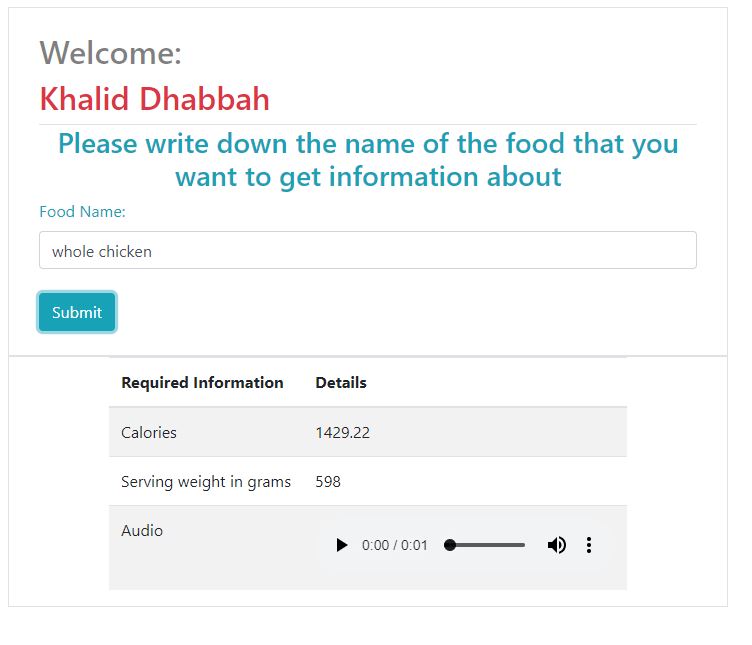 Welcome:
Khalid Dhabbah
Please write down the name of the food that you
want to get information about
Food Name:
whole chicken
Submit
Required Information Details
Calories 1429.22
Serving weight in grams 598
Audio 0:00 / 0:01